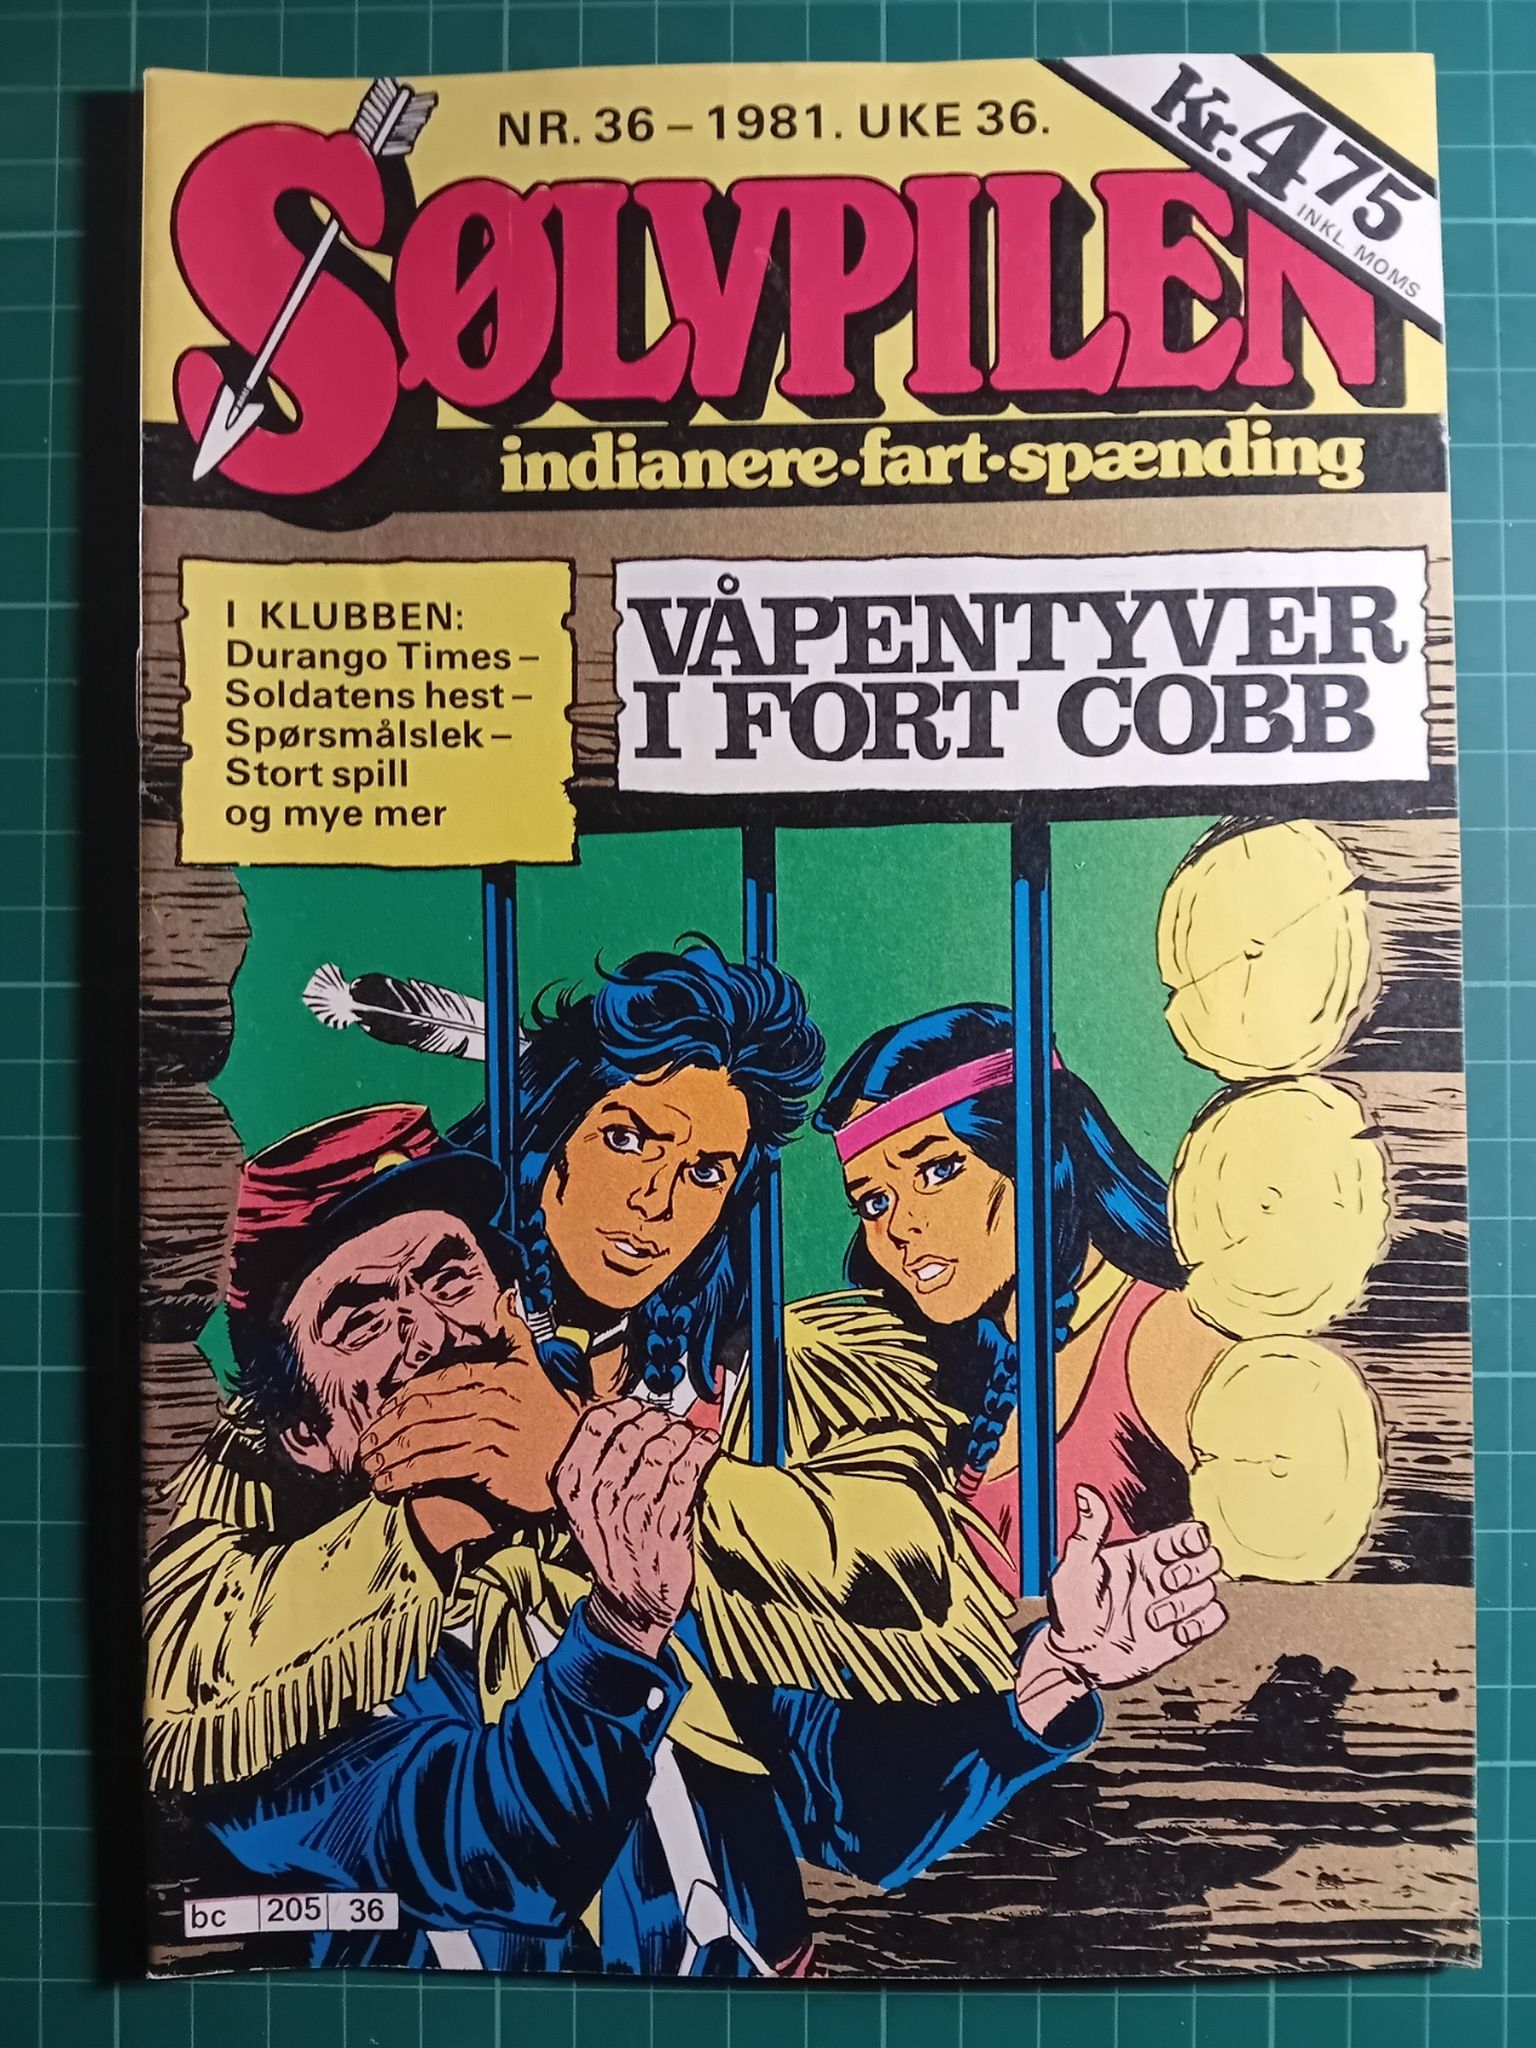 NR. 36 – 1981. UKE 36.
Kr. 4 75
INKL. MOMS
SØLVPILEN
indianere•fart•spænding
I KLUBBEN:
Durango Times –
Soldatens hest –
Spørsmålslek –
Stort spill
og mye mer
VÅPENTYVER
I FORT COBB
bc 205 36